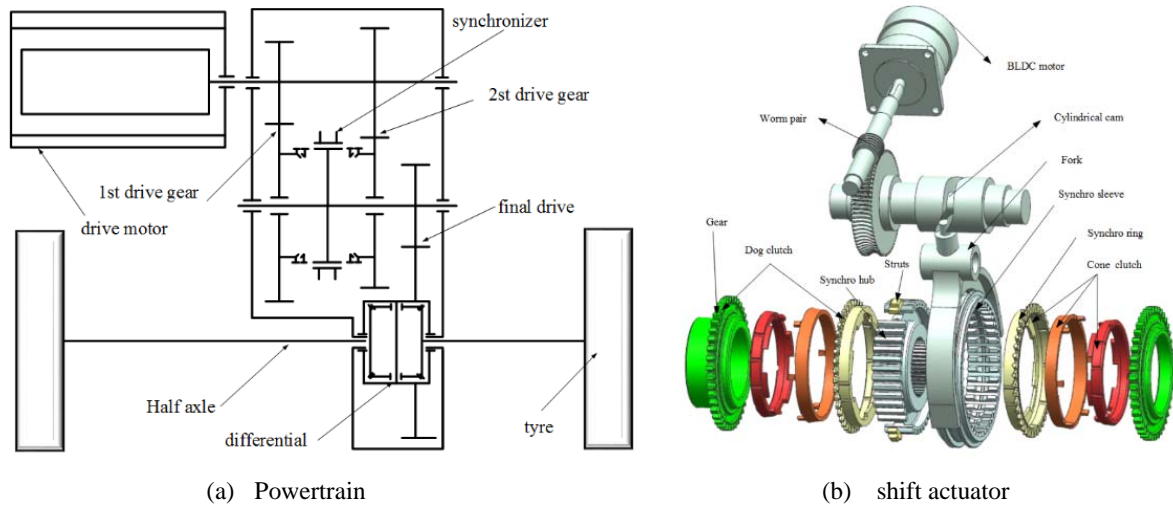 synchronizer
2st drive gear
1st drive gear
drive motor
final drive
Half axle
differential
tyre
(a) Powertrain
BLDC motor
Worm pair
Cylindrical cam
Fork
Synchro sleeve
Gear
Synchro ring
Dog clutch
Struts
Cone clutch
Synchro hub
(b) shift actuator